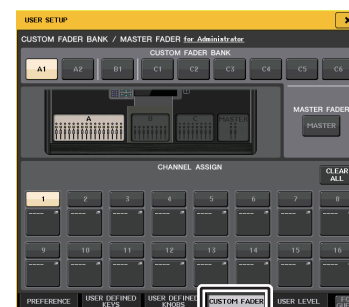 USER SETUP
CUSTOM FADER BANK / MASTER FADER for Administrator
CUSTOM FADER BANK
A1 A2 B1 C1 C2 C3 C4 C5 C6
A B C MASTER
MASTER FADER
MASTER
CHANNEL ASSIGN
CLEAR ALL
1 2 3 4 5 6 7 8
---- ---- ---- ---- ---- ---- ---- ----
9 10 11 12 13 14 15 16
---- ---- ---- ---- ---- ---- ---- ----
PREFERENCE USER DEFINED KEYS USER DEFINED KNOBS CUSTOM FADER USER LEVEL